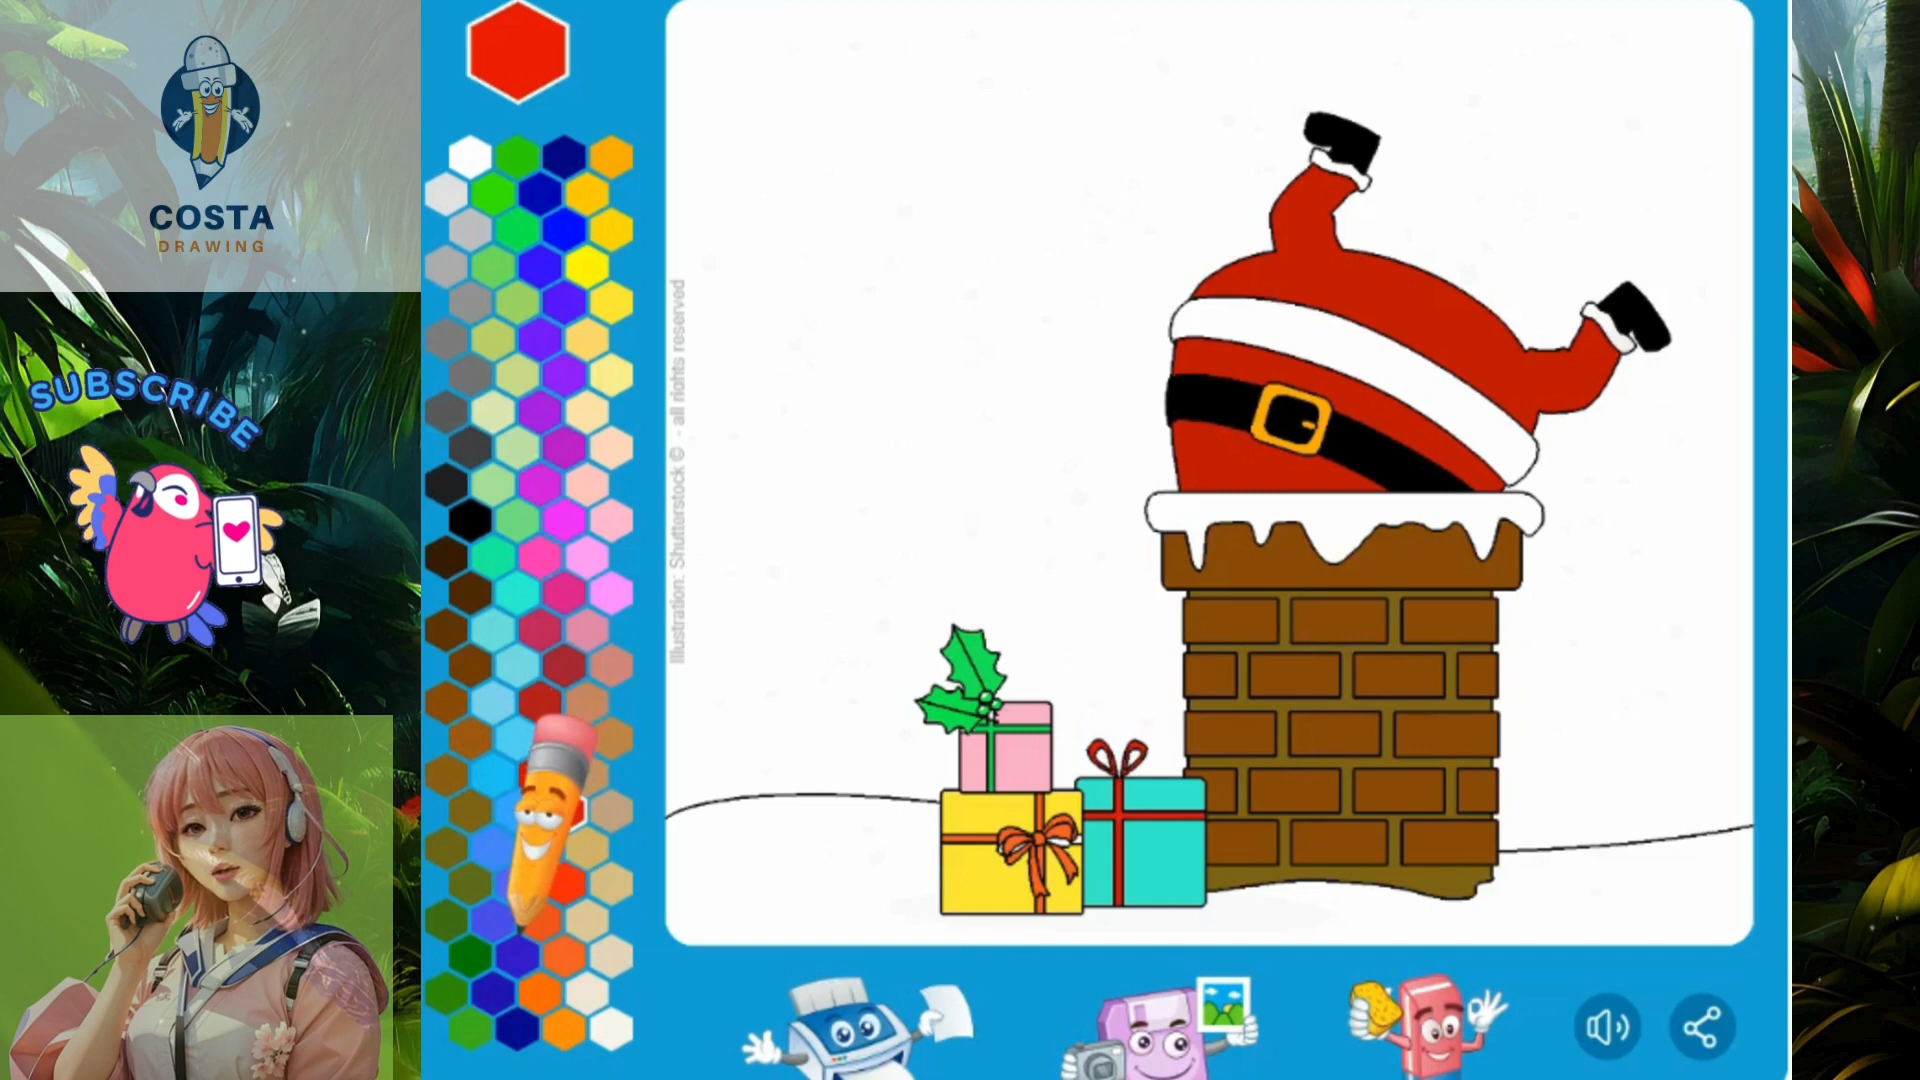 COSTA
DRAWING
SUBSCRIBE
Illustration: Shutterstock © - all rights reserved